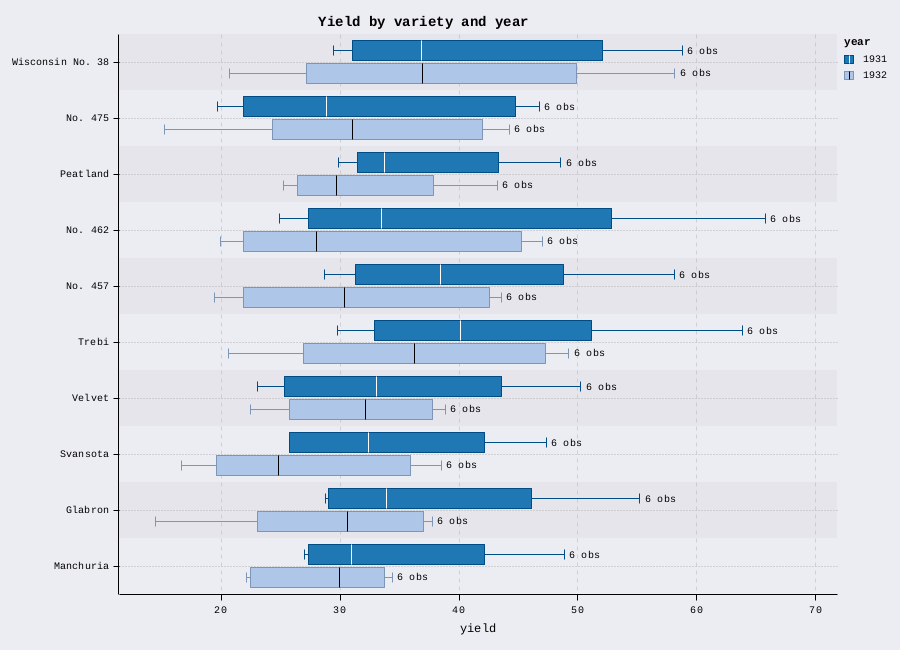 Yield by variety and year
year
1931
1932
Wisconsin No. 38
6 obs
6 obs
No. 475
6 obs
6 obs
Peatland
6 obs
6 obs
No. 462
6 obs
6 obs
No. 457
6 obs
6 obs
Trebi
6 obs
6 obs
Velvet
6 obs
6 obs
Svansota
6 obs
6 obs
Glabron
6 obs
6 obs
Manchuria
6 obs
6 obs
20 30 40 50 60 70
yield